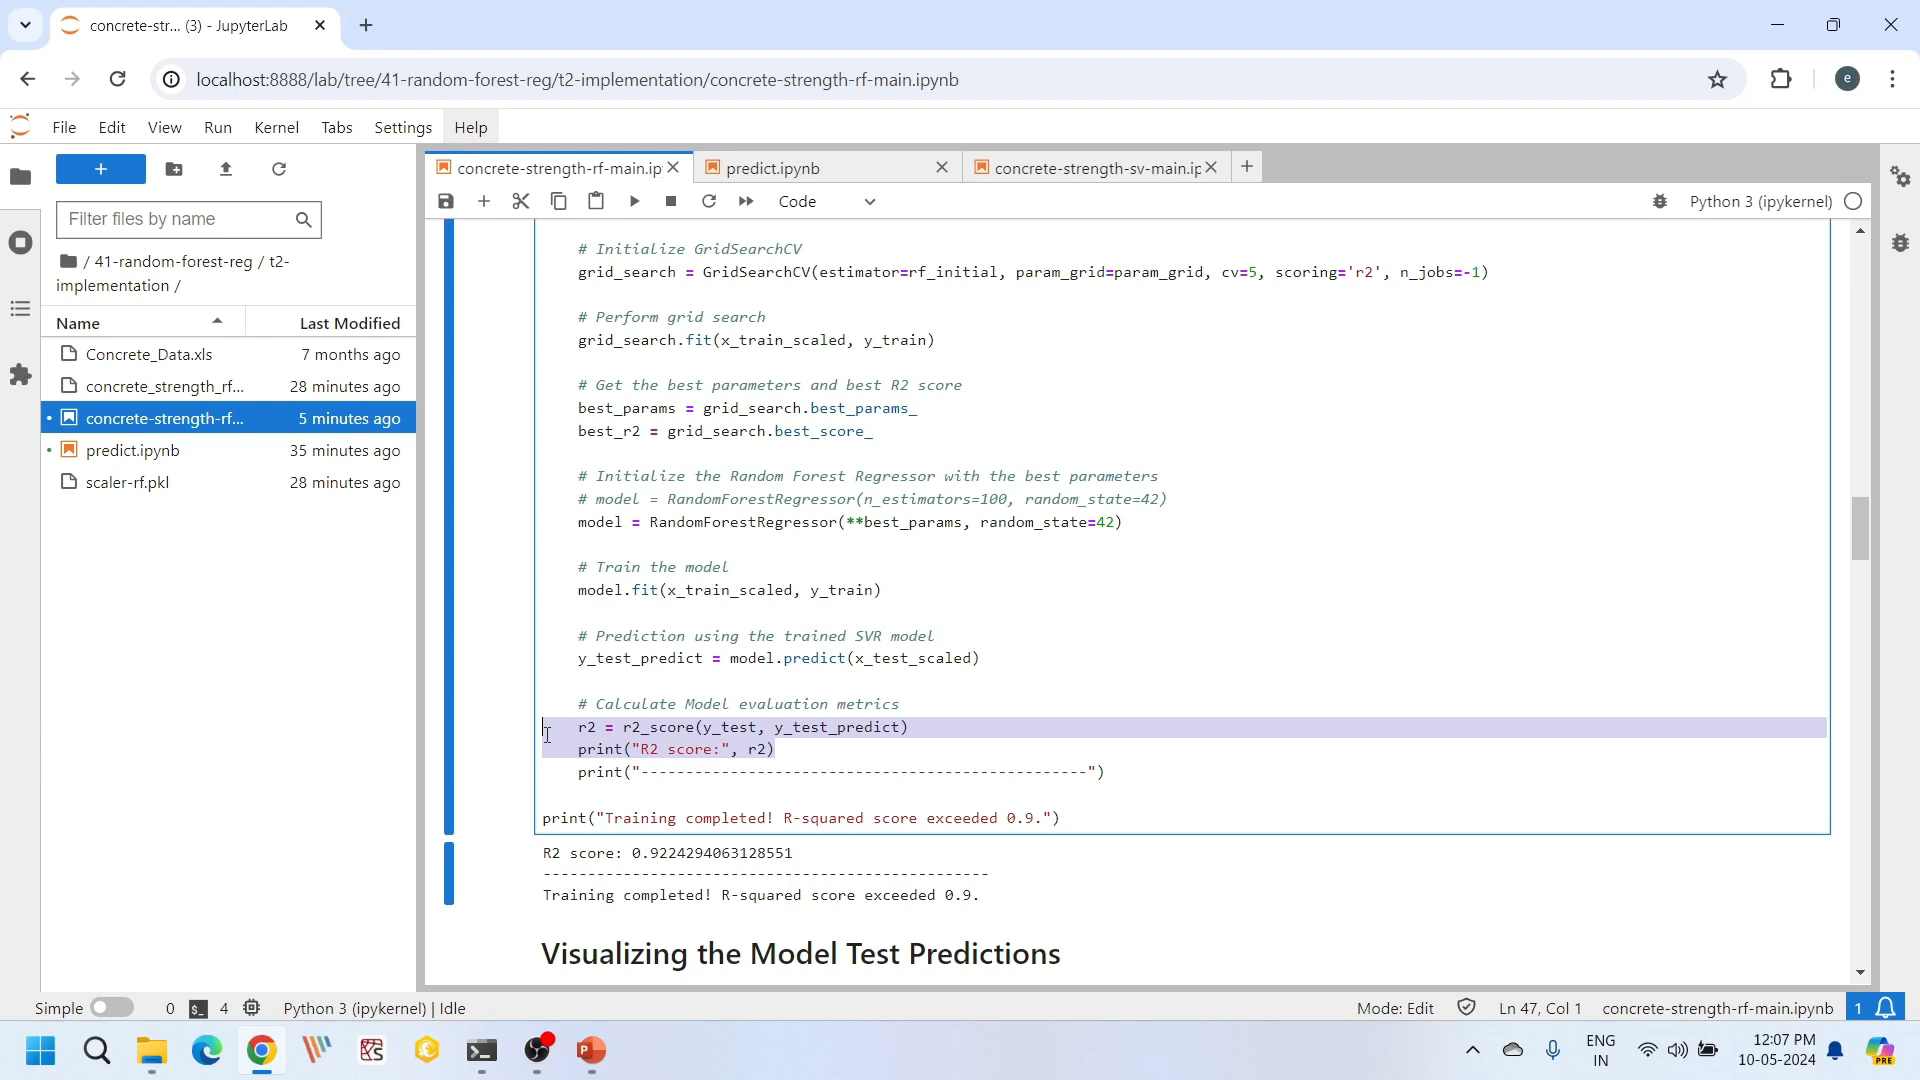 concrete-str... (3) - JupyterLab
localhost:8888/lab/tree/41-random-forest-reg/t2-implementation/concrete-strength-rf-main.ipynb
e
File Edit View Run Kernel Tabs Settings Help
concrete-strength-rf-main.ip
predict.ipynb
concrete-strength-sv-main.ip
Code
Python 3 (ipykernel)
Filter files by name
/ 41-random-forest-reg / t2-
implementation /
Name Last Modified
Concrete_Data.xls 7 months ago
concrete_strength_rf... 28 minutes ago
concrete-strength-rf... 5 minutes ago
predict.ipynb 35 minutes ago
scaler-rf.pkl 28 minutes ago
# Initialize GridSearchCV
grid_search = GridSearchCV(estimator=rf_initial, param_grid=param_grid, cv=5, scoring='r2', n_jobs=-1)
# Perform grid search
grid_search.fit(x_train_scaled, y_train)
# Get the best parameters and best R2 score
best_params = grid_search.best_params_
best_r2 = grid_search.best_score_
# Initialize the Random Forest Regressor with the best parameters
# model = RandomForestRegressor(n_estimators=100, random_state=42)
model = RandomForestRegressor(**best_params, random_state=42)
# Train the model
model.fit(x_train_scaled, y_train)
# Prediction using the trained SVR model
y_test_predict = model.predict(x_test_scaled)
# Calculate Model evaluation metrics
r2 = r2_score(y_test, y_test_predict)
print("R2 score:", r2)
print("--------------------------------------------------")
print("Training completed! R-squared score exceeded 0.9.")
R2 score: 0.9224294063128551
--------------------------------------------------
Training completed! R-squared score exceeded 0.9.
Visualizing the Model Test Predictions
Simple 0 $_ 4 Python 3 (ipykernel) | Idle
Mode: Edit Ln 47, Col 1 concrete-strength-rf-main.ipynb 1
ENG
IN
12:07 PM
10-05-2024
PRE